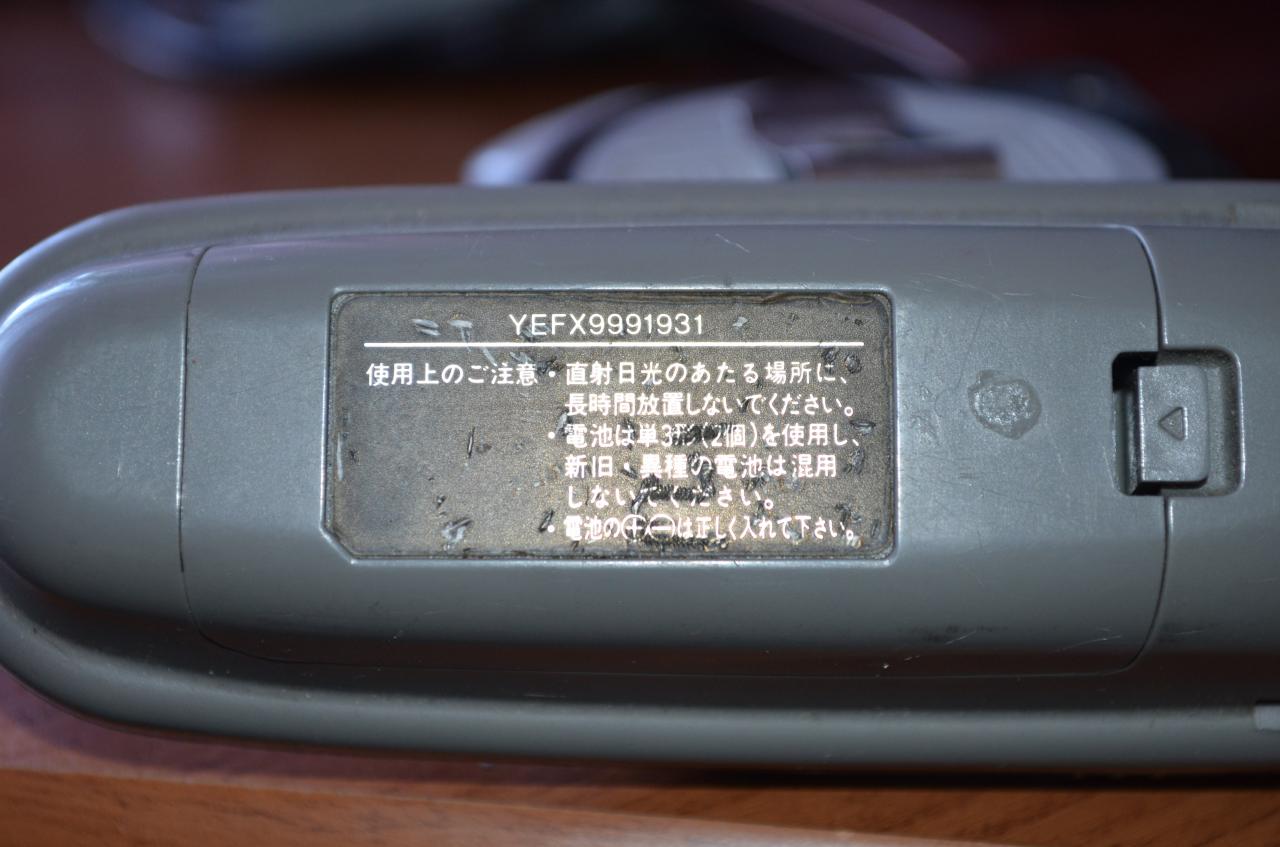 YEFX9991931
使用上のご注意・直射日光のあたる場所に、
長時間放置しないでください。
・電池は単3形(2個)を使用し、
新旧・異種の電池は混用
しないでください。
・電池の⊕⊖は正しく入れて下さい。